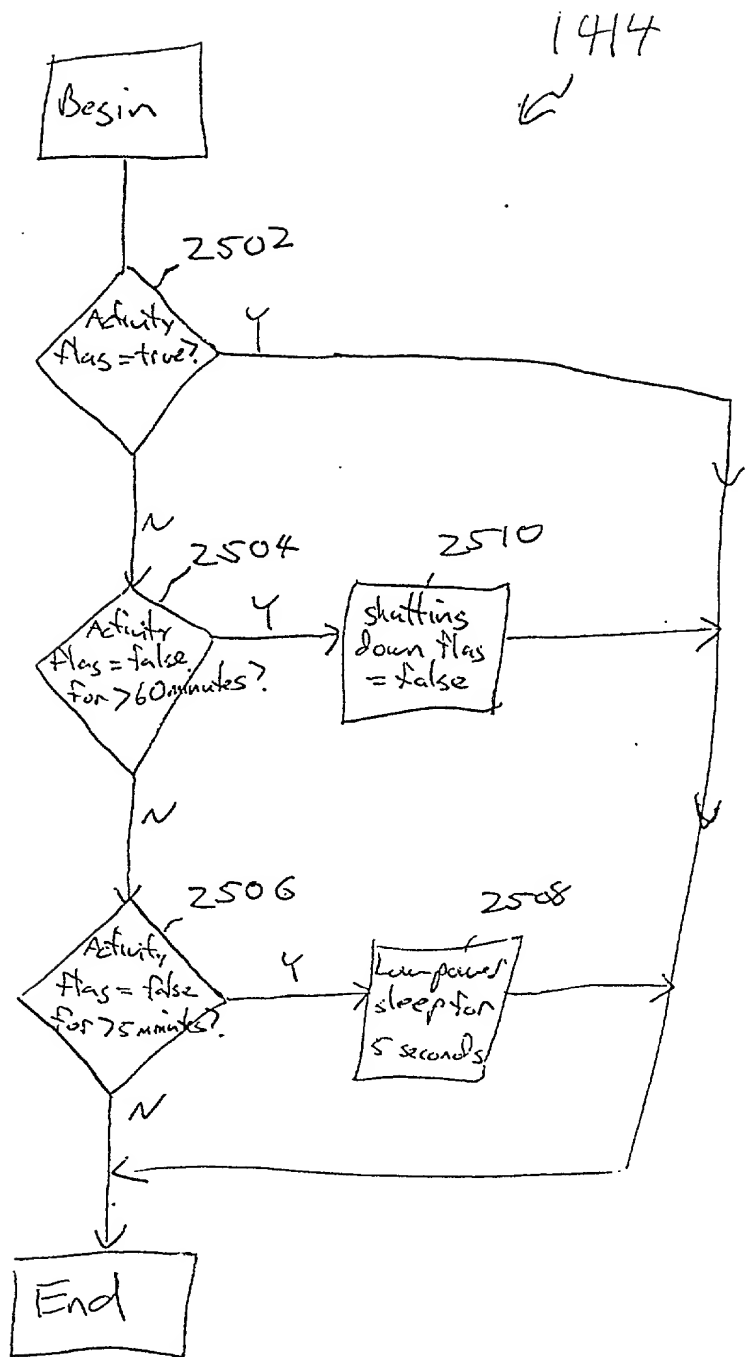 1414
Begin
2502
Activity
flag = true?
Y
N
2504
Activity
flag = false
for > 60 minutes?
Y
2510
shutting
down flag
= false
N
2506
Activity
flag = false
for > 5 minutes?
Y
2508
Low power
sleep for
5 seconds
N
End